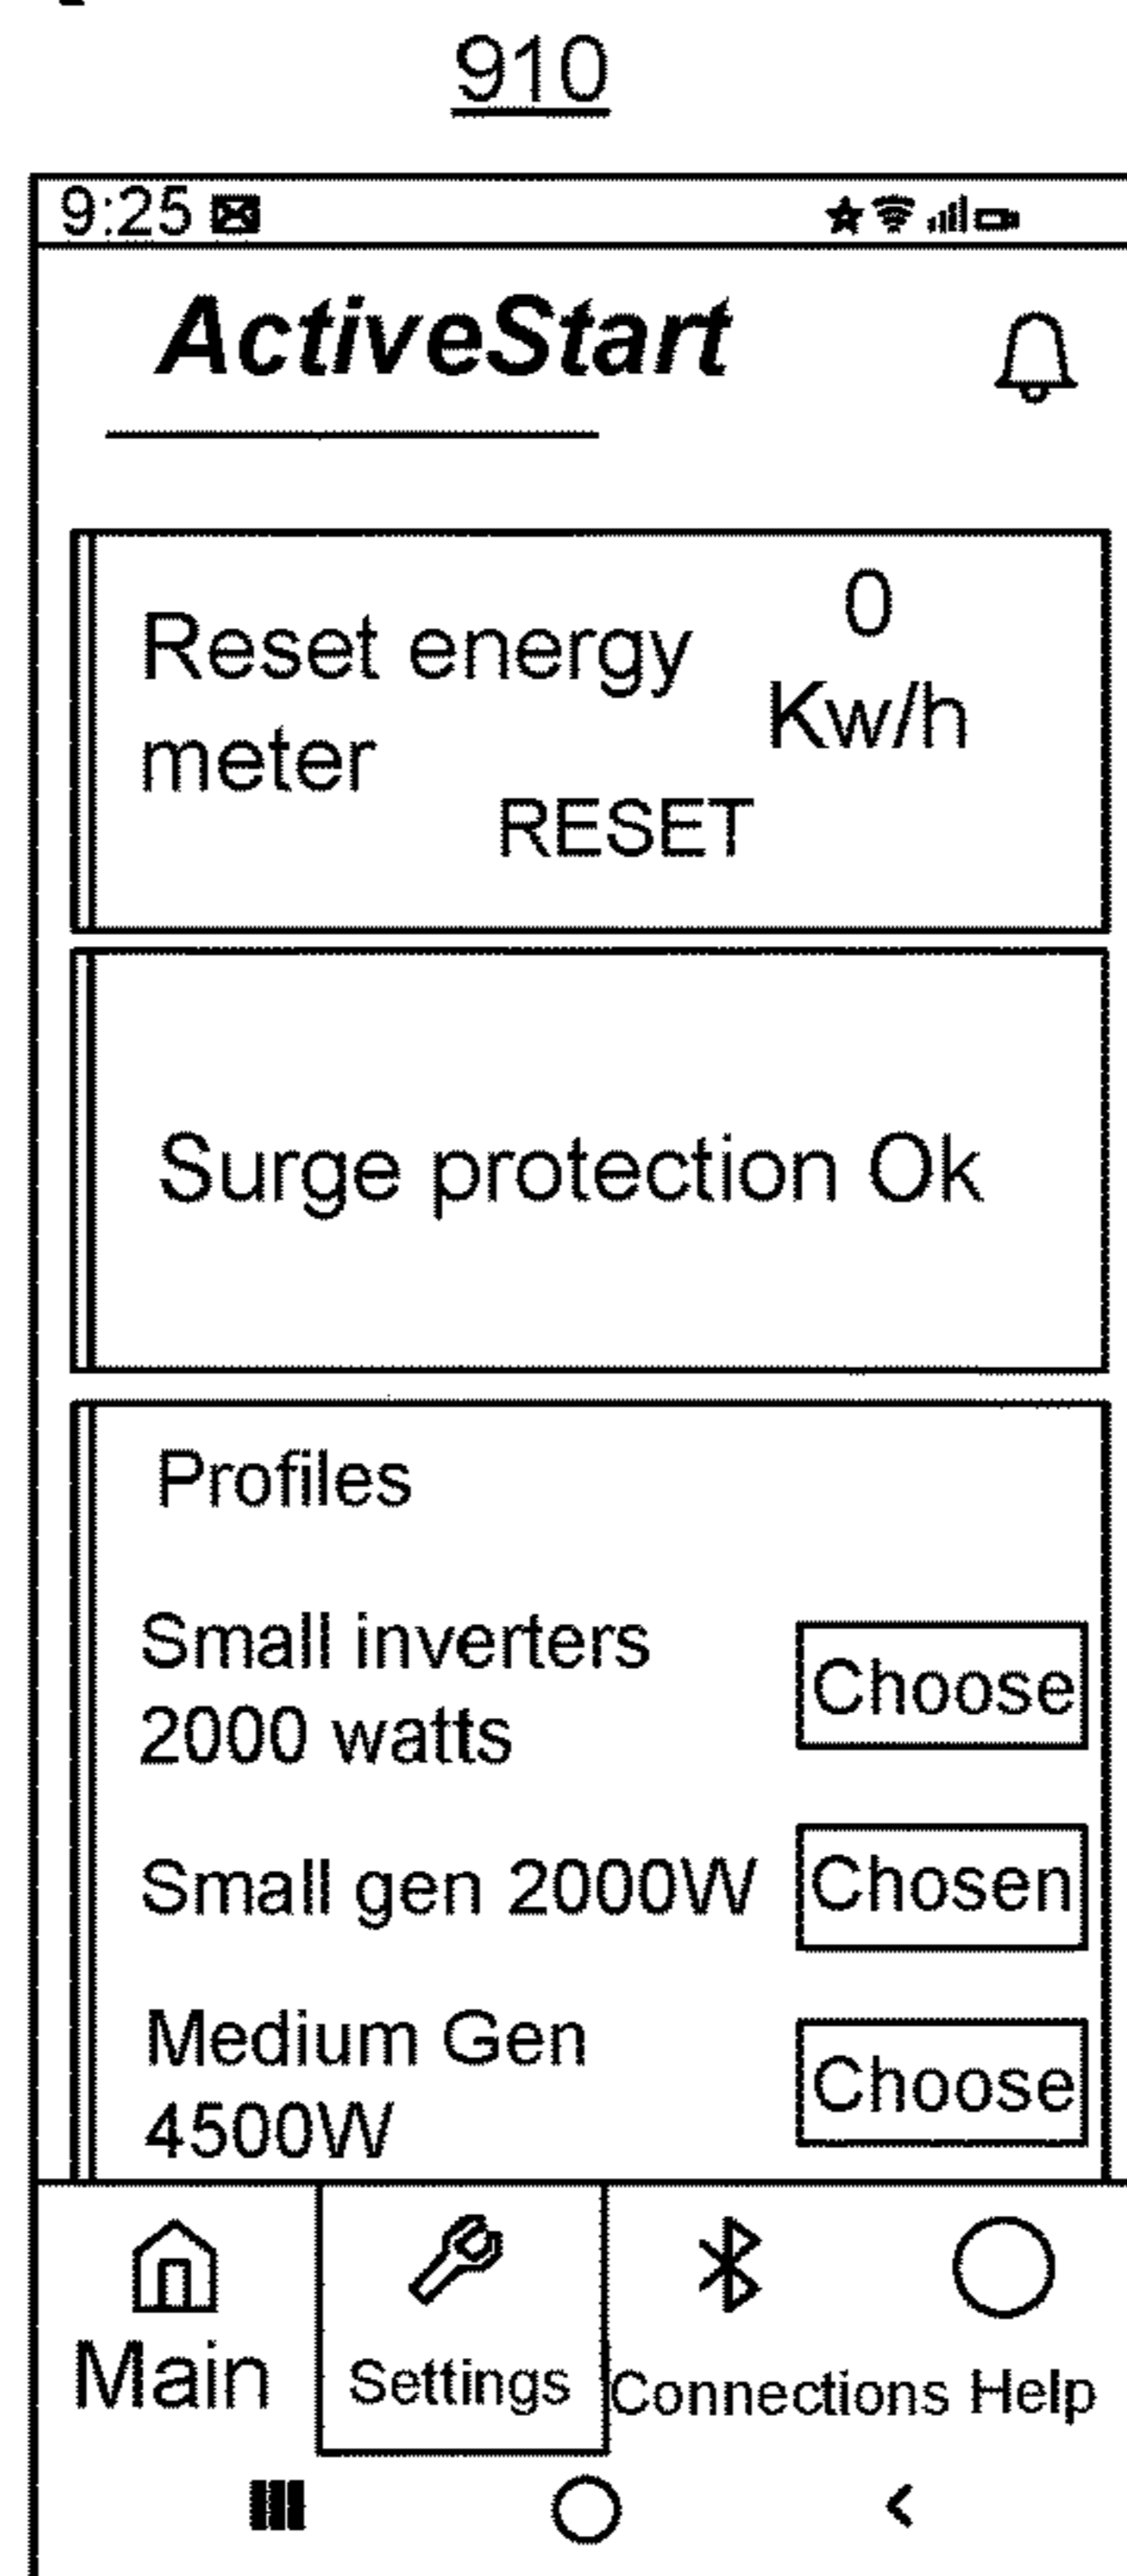 910
9:25
ActiveStart
Reset energy
meter
0
Kw/h
RESET
Surge protection Ok
Profiles
Small inverters
2000 watts
Choose
Small gen 2000W
Chosen
Medium Gen
4500W
Choose
Main
Settings
Connections
Help